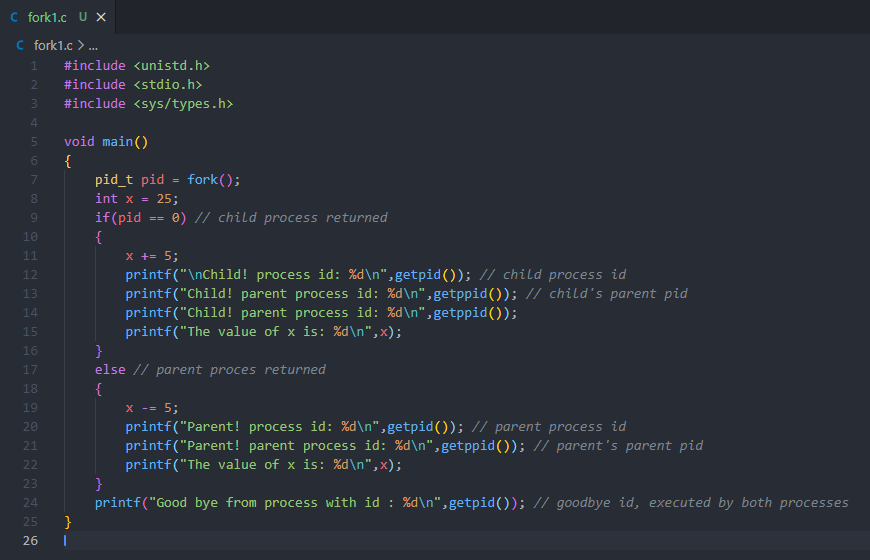 C fork1.c U ×
C fork1.c > ...
1 #include <unistd.h>
2 #include <stdio.h>
3 #include <sys/types.h>
4
5 void main()
6 {
7 pid_t pid = fork();
8 int x = 25;
9 if(pid == 0) // child process returned
10 {
11 x += 5;
12 printf("\nChild! process id: %d\n",getpid()); // child process id
13 printf("Child! parent process id: %d\n",getppid()); // child's parent pid
14 printf("Child! parent process id: %d\n",getppid());
15 printf("The value of x is: %d\n",x);
16 }
17 else // parent proces returned
18 {
19 x -= 5;
20 printf("Parent! process id: %d\n",getpid()); // parent process id
21 printf("Parent! parent process id: %d\n",getppid()); // parent's parent pid
22 printf("The value of x is: %d\n",x);
23 }
24 printf("Good bye from process with id : %d\n",getpid()); // goodbye id, executed by both processes
25 }
26